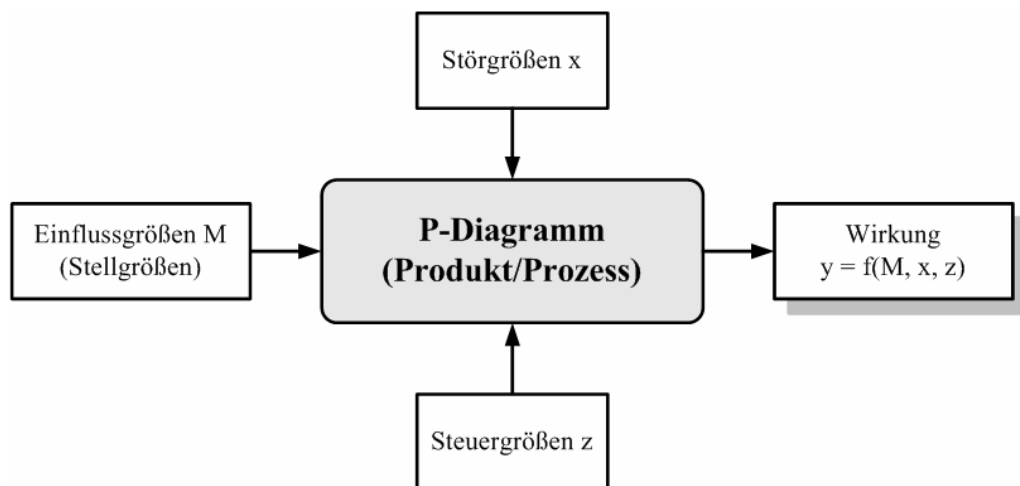 Störgrößen x
Einflussgrößen M
(Stellgrößen)
P-Diagramm
(Produkt/Prozess)
Wirkung
y = f(M, x, z)
Steuergrößen z